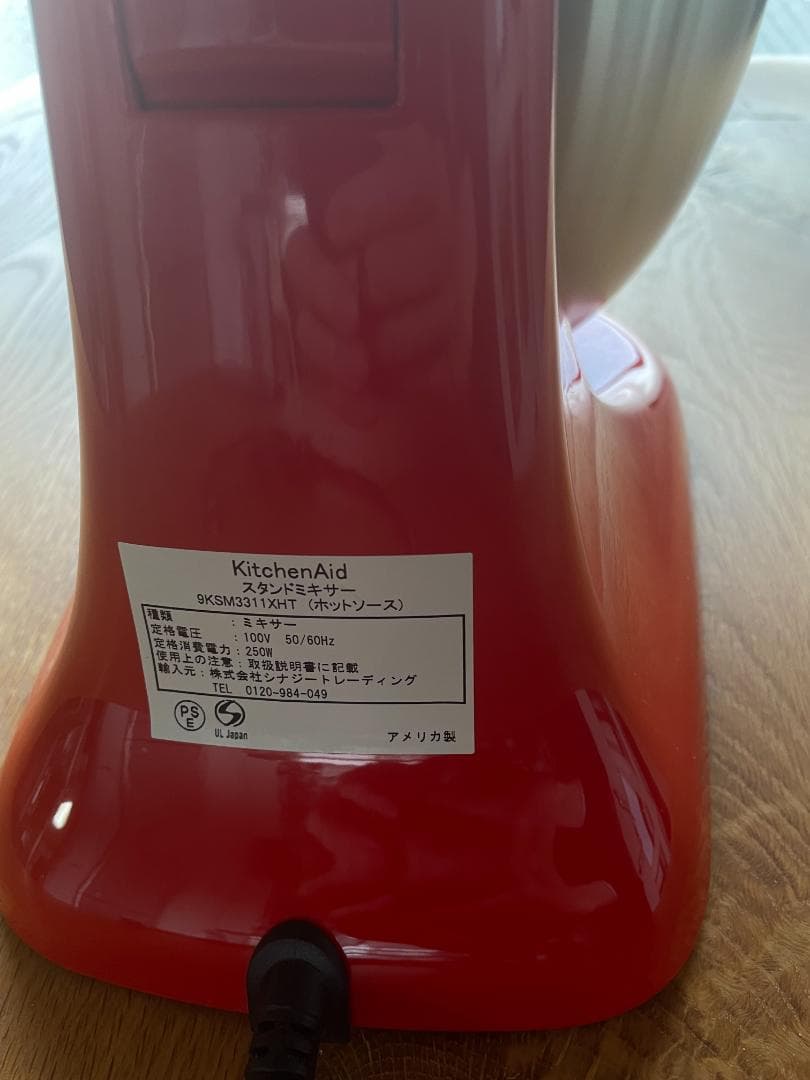 KitchenAid
スタンドミキサー
9KSM3311XHT (ホットソース)
種類 : ミキサー
定格電圧 : 100V 50/60Hz
定格消費電力 : 250W
使用上の注意 : 取扱説明書に記載
輸入元 : 株式会社シナジートレーディング
TEL 0120-984-049
PS
E
UL Japan
アメリカ製